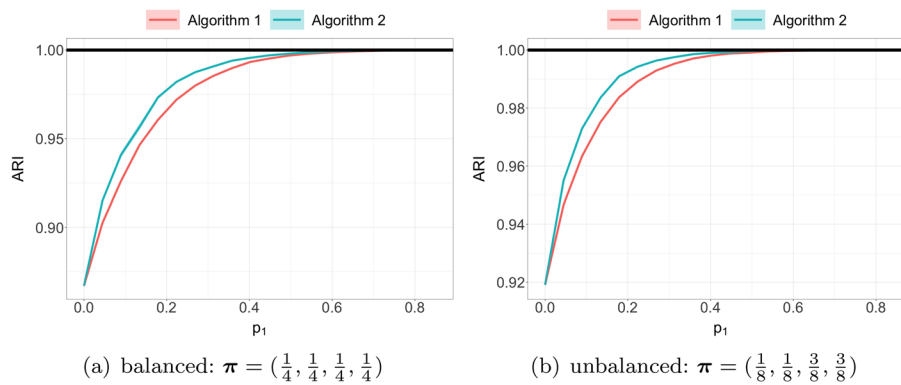 Algorithm 1 Algorithm 2
1.00
0.95
0.90
ARI
0.0 0.2 0.4 0.6 0.8
p₁
(a) balanced: π = (1/4, 1/4, 1/4, 1/4)
Algorithm 1 Algorithm 2
1.00
0.98
0.96
0.94
0.92
ARI
0.0 0.2 0.4 0.6 0.8
p₁
(b) unbalanced: π = (1/8, 1/8, 3/8, 3/8)